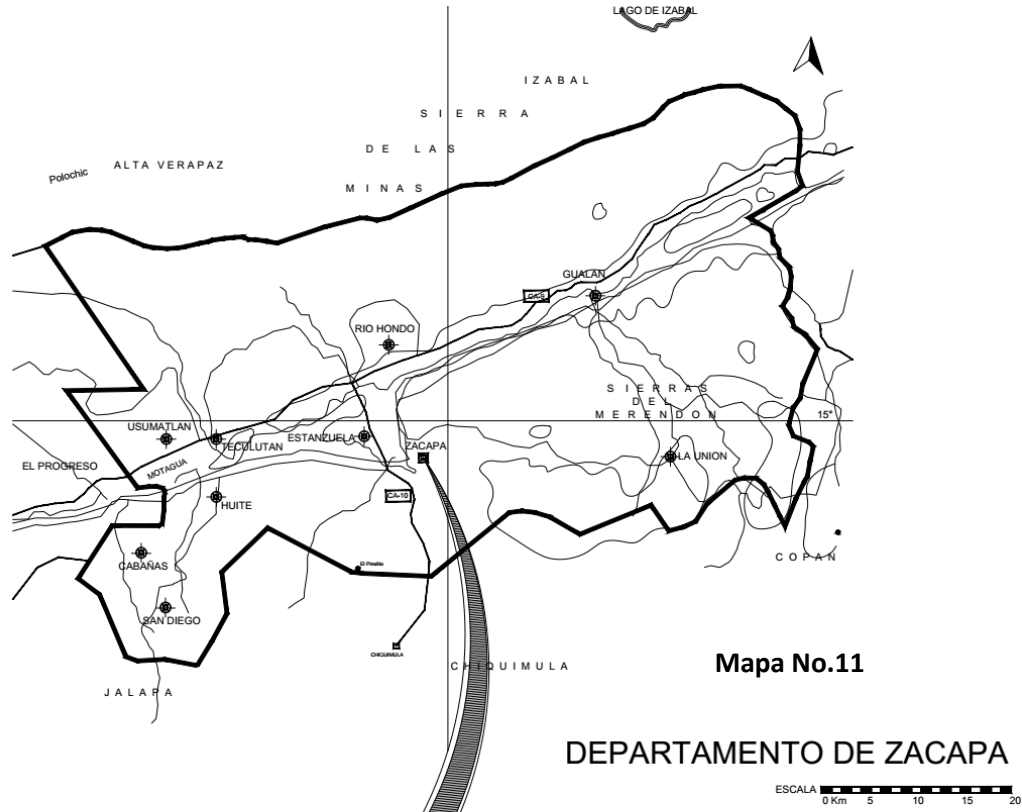 LAGO DE IZABAL
IZABAL
SIERRA
DE LAS
MINAS
ALTA VERAPAZ
Polochic
GUALAN
CA-9
RIO HONDO
SIERRAS
DEL
MERENDON
15°
USUMATLAN
TECULUTAN
ESTANZUELA
ZACAPA
LA UNION
EL PROGRESO
MOTAGUA
CA-10
HUITE
COPAN
CABAÑAS
SAN DIEGO
CHIQUIMULA
CHIQUIMULA
JALAPA
Mapa No.11
DEPARTAMENTO DE ZACAPA
ESCALA
0 Km 5 10 15 20